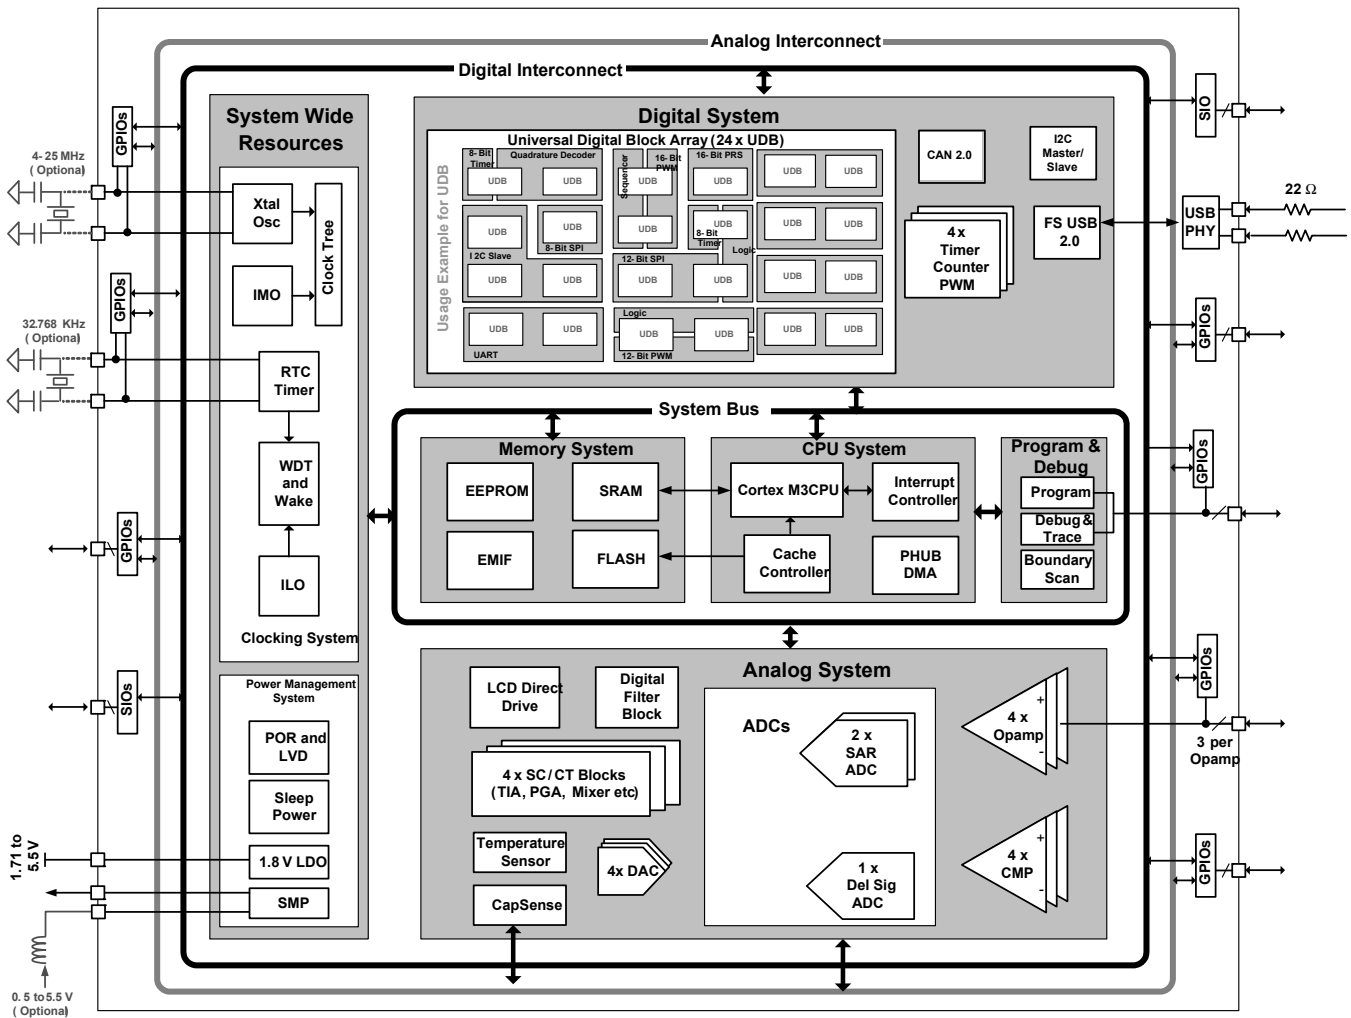 Analog Interconnect
Digital Interconnect
System Wide
Resources
Digital System
Universal Digital Block Array (24 x UDB)
Usage Example for UDB
8- Bit
Timer
Quadrature Decoder
Sequencer
16- Bit
PWM
16- Bit PRS
UDB
UDB
UDB
UDB
UDB
UDB
UDB
UDB
UDB
UDB
UDB
UDB
8- Bit SPI
I2C Slave
12- Bit SPI
8- Bit
Timer
Logic
UDB
UDB
UDB
UDB
UDB
UDB
UDB
UDB
UDB
UDB
UDB
UDB
Logic
UART
12- Bit PWM
CAN 2.0
I2C
Master/
Slave
4 x
Timer
Counter
PWM
FS USB
2.0
USB
PHY
22 Ω
SIO
GPIOs
GPIOs
GPIOs
GPIOs
3 per
Opamp
4- 25 MHz
( Optional)
GPIOs
Xtal
Osc
IMO
Clock Tree
32.768 KHz
( Optional)
GPIOs
RTC
Timer
WDT
and
Wake
ILO
Clocking System
GPIOs
SIOs
Power Management
System
POR and
LVD
Sleep
Power
1.8 V LDO
SMP
1.71 to
5.5 V
0. 5 to 5.5 V
( Optional)
System Bus
Memory System
EEPROM
SRAM
EMIF
FLASH
CPU System
Cortex M3CPU
Interrupt
Controller
Cache
Controller
PHUB
DMA
Program &
Debug
Program
Debug &
Trace
Boundary
Scan
Analog System
LCD Direct
Drive
Digital
Filter
Block
4 x SC / CT Blocks
(TIA, PGA, Mixer etc)
Temperature
Sensor
4x DAC
CapSense
ADCs
2 x
SAR
ADC
1 x
Del Sig
ADC
+
4 x
Opamp
-
+
4 x
CMP
-